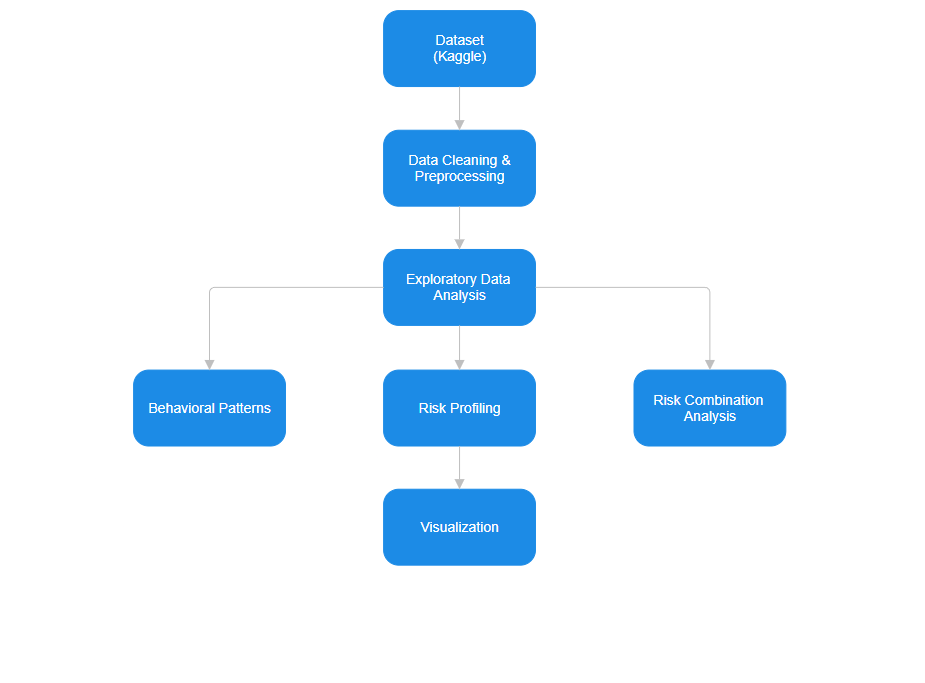 Dataset
(Kaggle)
Data Cleaning &
Preprocessing
Exploratory Data
Analysis
Behavioral Patterns
Risk Profiling
Risk Combination
Analysis
Visualization